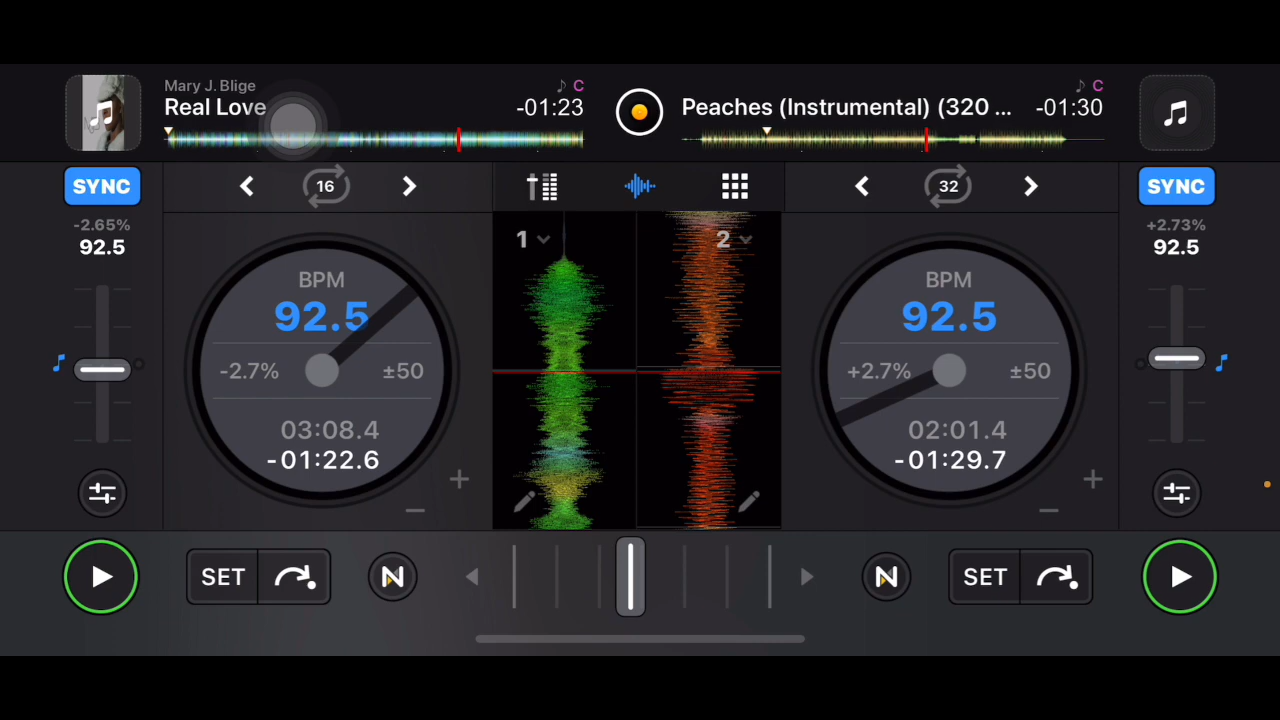 Mary J. Blige
Real Love
C
-01:23
Peaches (Instrumental) (320 ...
C
-01:30
SYNC
16
32
SYNC
-2.65%
92.5
1
2
+2.73%
92.5
BPM
92.5
-2.7%
±50
03:08.4
-01:22.6
BPM
92.5
+2.7%
±50
02:01.4
-01:29.7
SET
N
N
SET